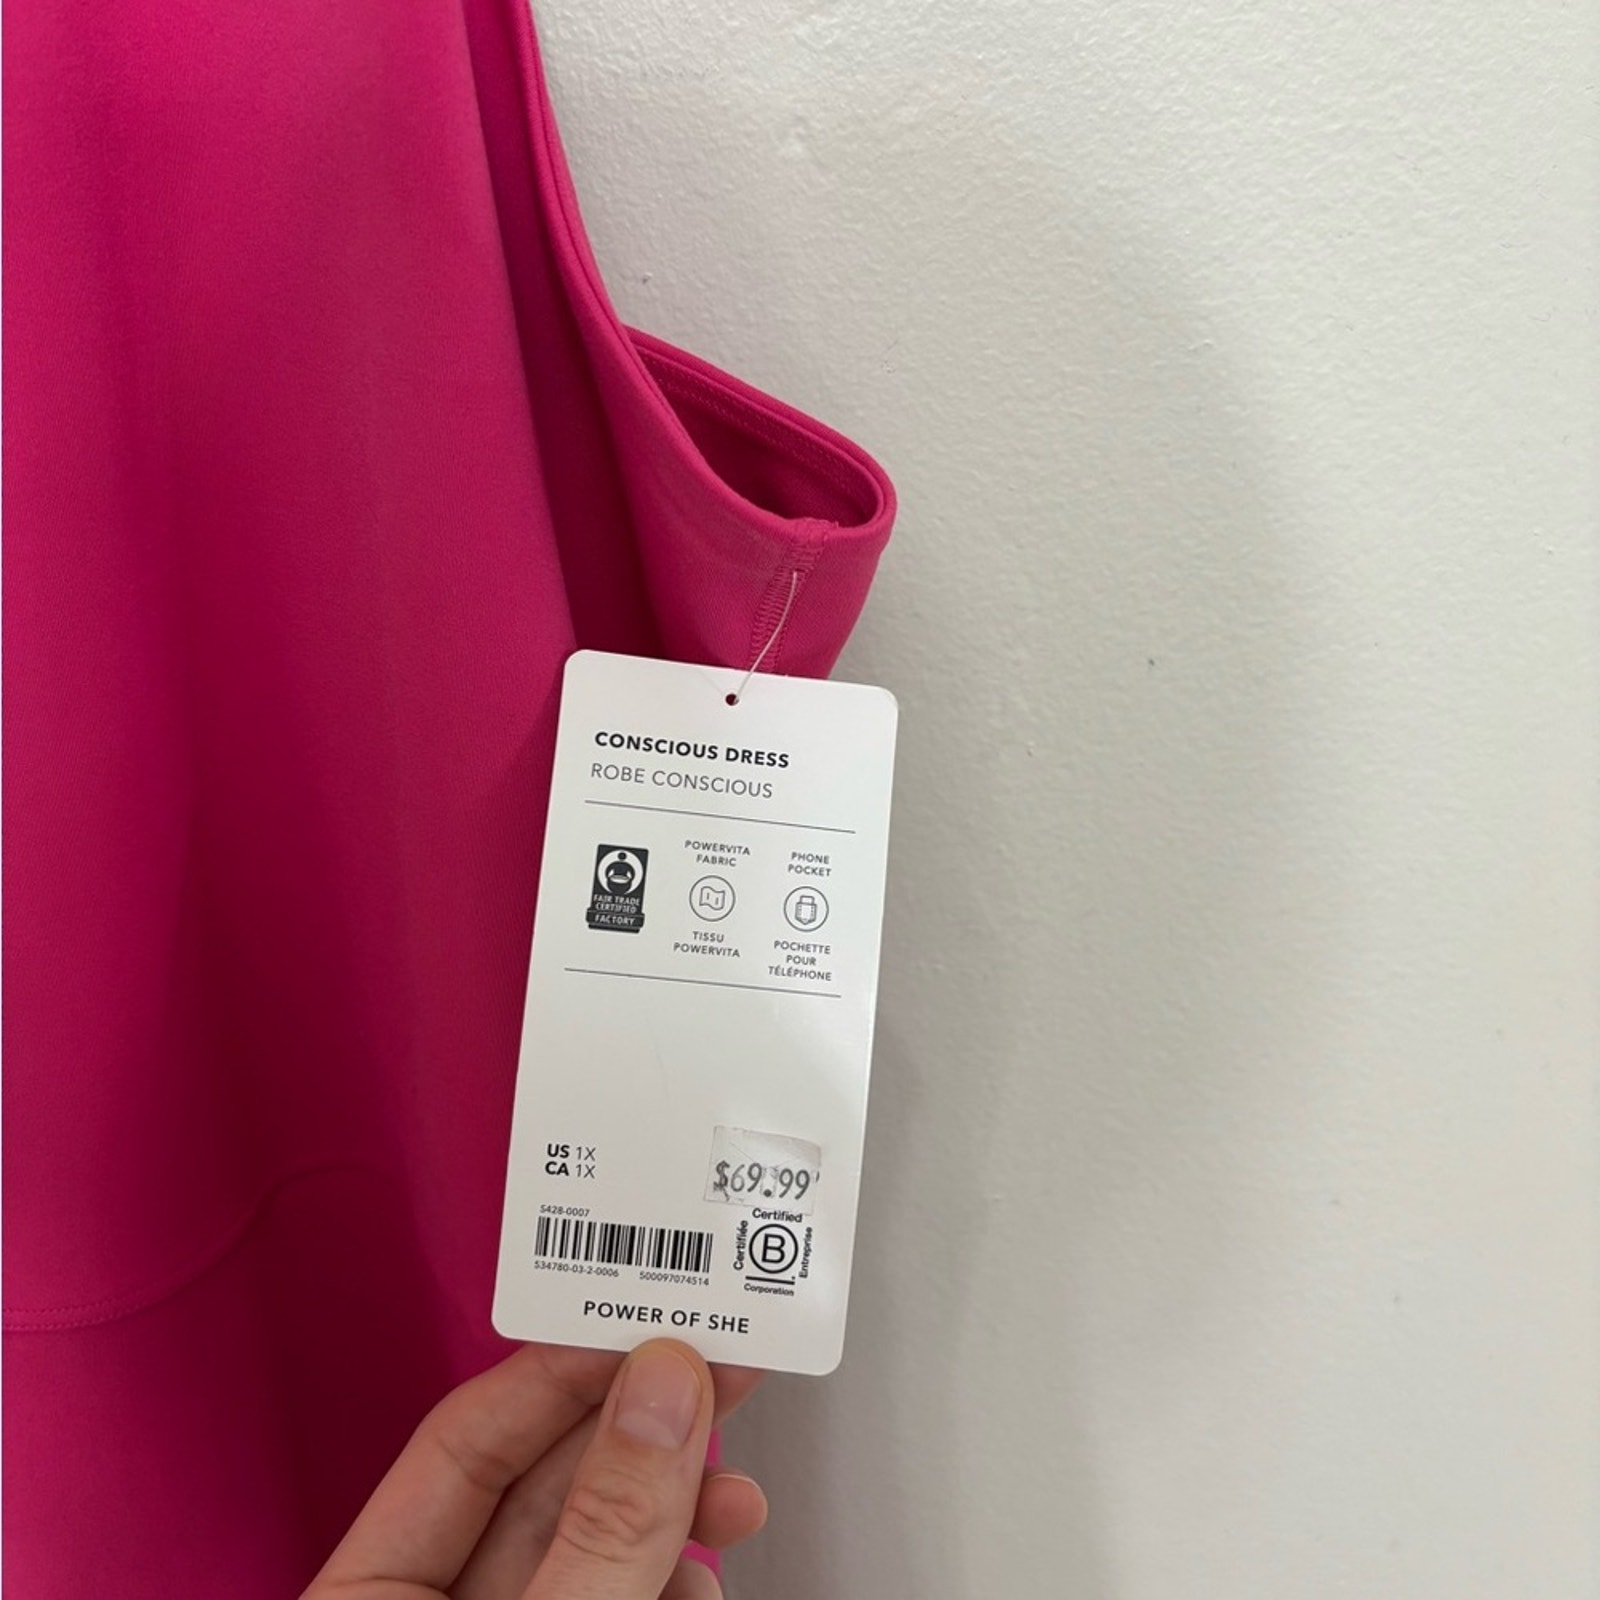 CONSCIOUS DRESS
ROBE CONSCIOUS
FAIR TRADE
CERTIFIED
FACTORY
POWERVITA
FABRIC
TISSU
POWERVITA
PHONE
POCKET
POCHETTE
POUR
TÉLÉPHONE
US 1X
CA 1X
$69.99
S428-0007
534780-03-2-0006 500097074514
Certified
Certifiée
B
Entreprise
Corporation
POWER OF SHE